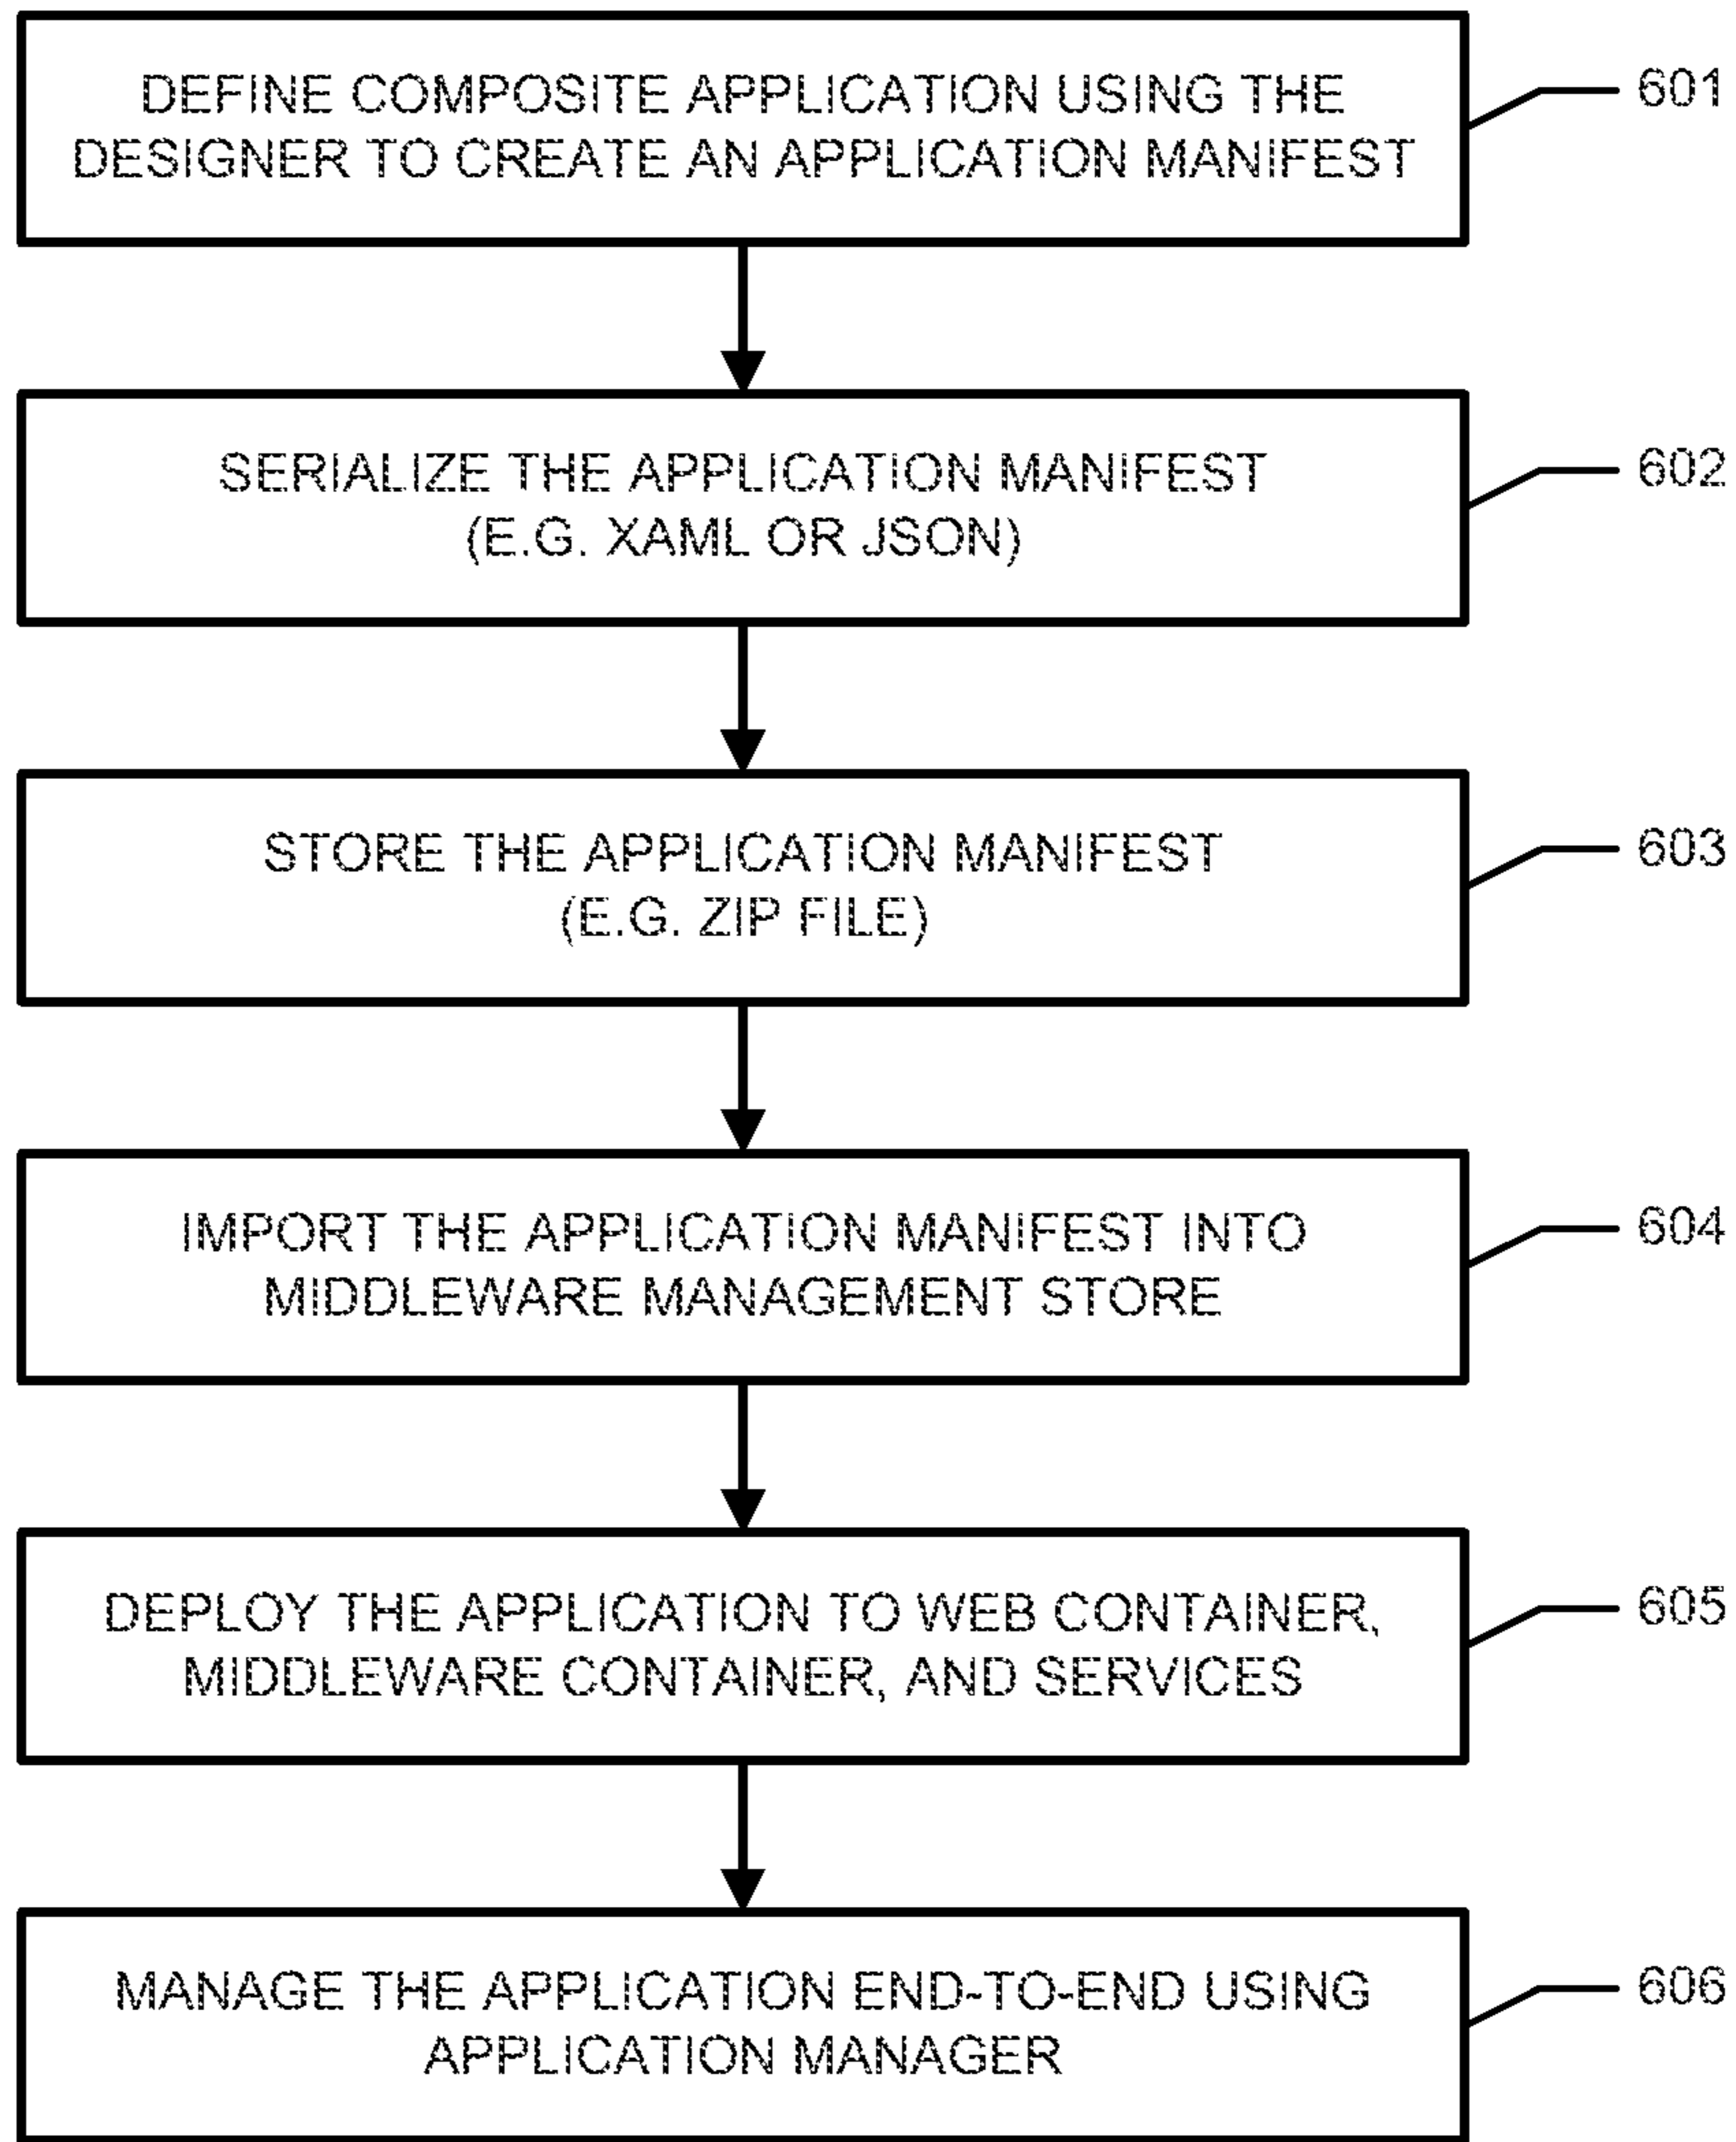 DEFINE COMPOSITE APPLICATION USING THE
DESIGNER TO CREATE AN APPLICATION MANIFEST
601
SERIALIZE THE APPLICATION MANIFEST
(E.G. XAML OR JSON)
602
STORE THE APPLICATION MANIFEST
(E.G. ZIP FILE)
603
IMPORT THE APPLICATION MANIFEST INTO
MIDDLEWARE MANAGEMENT STORE
604
DEPLOY THE APPLICATION TO WEB CONTAINER,
MIDDLEWARE CONTAINER, AND SERVICES
605
MANAGE THE APPLICATION END-TO-END USING
APPLICATION MANAGER
606